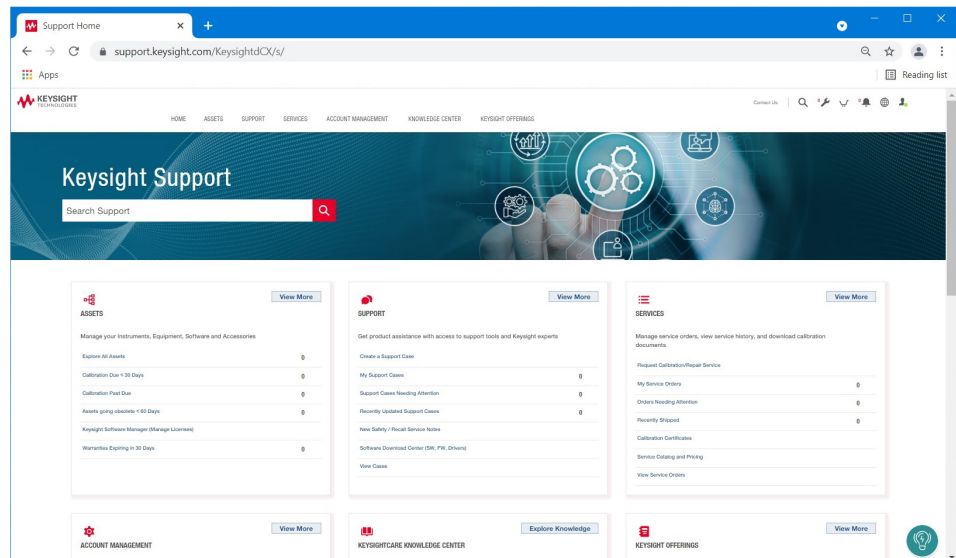 Support Home
support.keysight.com/KeysightdCX/s/
Apps
Reading list
KEYSIGHT
TECHNOLOGIES
Contact Us
HOME ASSETS SUPPORT SERVICES ACCOUNT MANAGEMENT KNOWLEDGE CENTER KEYSIGHT OFFERINGS
Keysight Support
Search Support
View More
ASSETS
Manage your Instruments, Equipment, Software and Accessories
Explore All Assets 0
Calibration Due < 30 Days 0
Calibration Past Due 0
Assets going obsolete < 60 Days 0
Keysight Software Manager (Manage Licenses)
Warranties Expiring in 30 Days 0
View More
SUPPORT
Get product assistance with access to support tools and Keysight experts
Create a Support Case
My Support Cases 0
Support Cases Needing Attention 0
Recently Updated Support Cases 0
New Safety / Recall Service Notes
Software Download Center (SW, FW, Drivers)
View Cases
View More
SERVICES
Manage service orders, view service history, and download calibration
documents
Request Calibration/Repair Service
My Service Orders 0
Orders Needing Attention 0
Recently Shipped 0
Calibration Certificates
Service Catalog and Pricing
View Service Orders
View More
ACCOUNT MANAGEMENT
Explore Knowledge
KEYSIGHTCARE KNOWLEDGE CENTER
View More
KEYSIGHT OFFERINGS